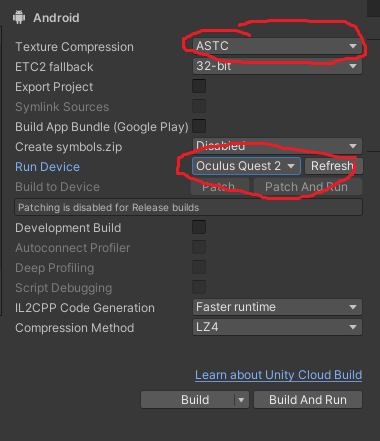 Android
Texture Compression ASTC
ETC2 fallback 32-bit
Export Project
Symlink Sources
Build App Bundle (Google Play)
Create symbols.zip Disabled
Run Device Oculus Quest 2 Refresh
Build to Device Patch Patch And Run
Patching is disabled for Release builds
Development Build
Autoconnect Profiler
Deep Profiling
Script Debugging
IL2CPP Code Generation Faster runtime
Compression Method LZ4
Learn about Unity Cloud Build
Build Build And Run